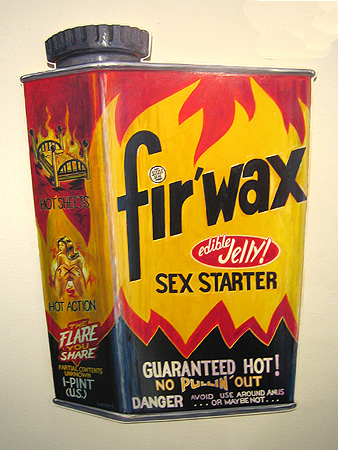 HOT SHEETS
HOT ACTION
THE
FLARE
YOU
SHARE
PARTIAL CONTENTS
UNKNOWN
1-PINT
(U.S.)
fir'wax
edible Jelly!
SEX STARTER
GUARANTEED HOT!
NO PULLIN' OUT
DANGER AVOID USE AROUND ANUS
... OR MAYBE NOT...